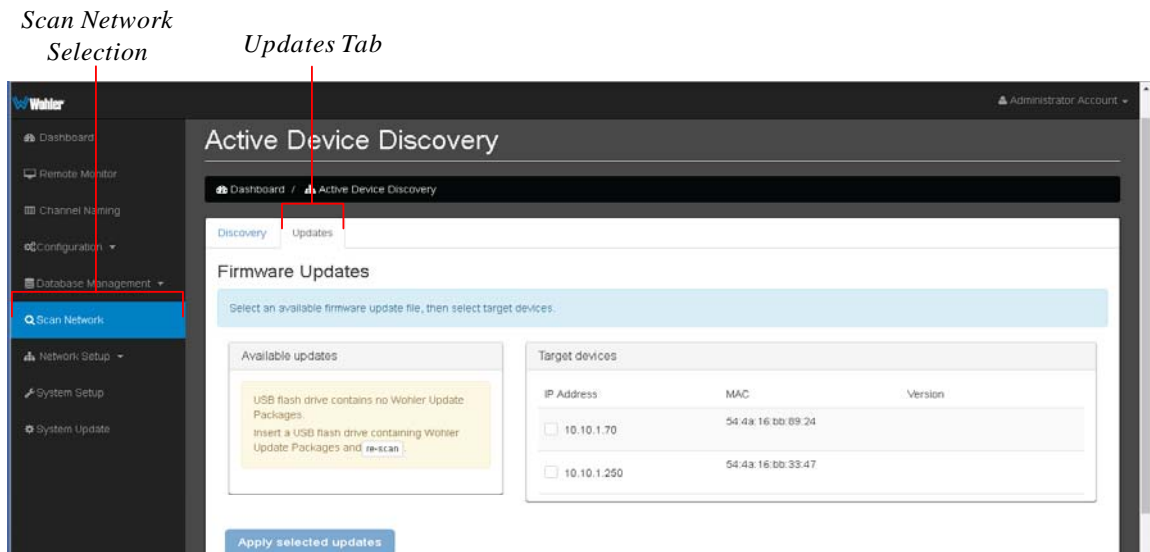 Scan Network
Selection
Updates Tab
Wohler
Administrator Account
Dashboard
Remote Monitor
Channel Naming
Configuration
Database Management
Scan Network
Network Setup
System Setup
System Update
Active Device Discovery
Dashboard / Active Device Discovery
Discovery Updates
Firmware Updates
Select an available firmware update file, then select target devices.
Available updates
USB flash drive contains no Wohler Update
Packages.
Insert a USB flash drive containing Wohler
Update Packages and re-scan.
Target devices
IP Address MAC Version
10.10.1.70 54:4a:16:bb:89:24
10.10.1.250 54:4a:16:bb:33:47
Apply selected updates